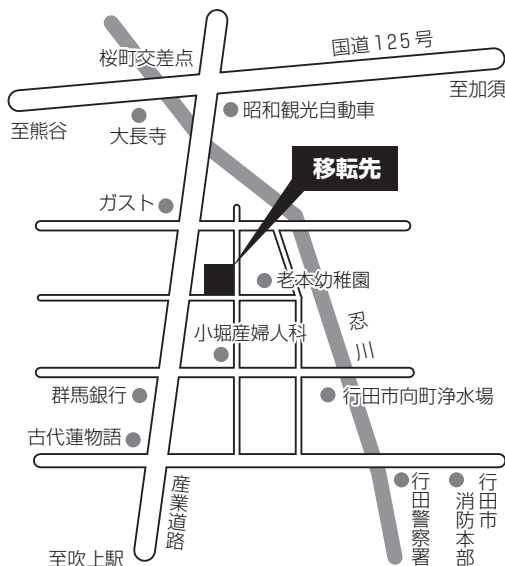 国道125号
桜町交差点
至加須
昭和観光自動車
至熊谷
大長寺
移転先
ガスト
老本幼稚園
忍川
小堀産婦人科
群馬銀行
行田市向町浄水場
古代蓮物語
産業道路
行田警察署
行田市
消防本部
至吹上駅